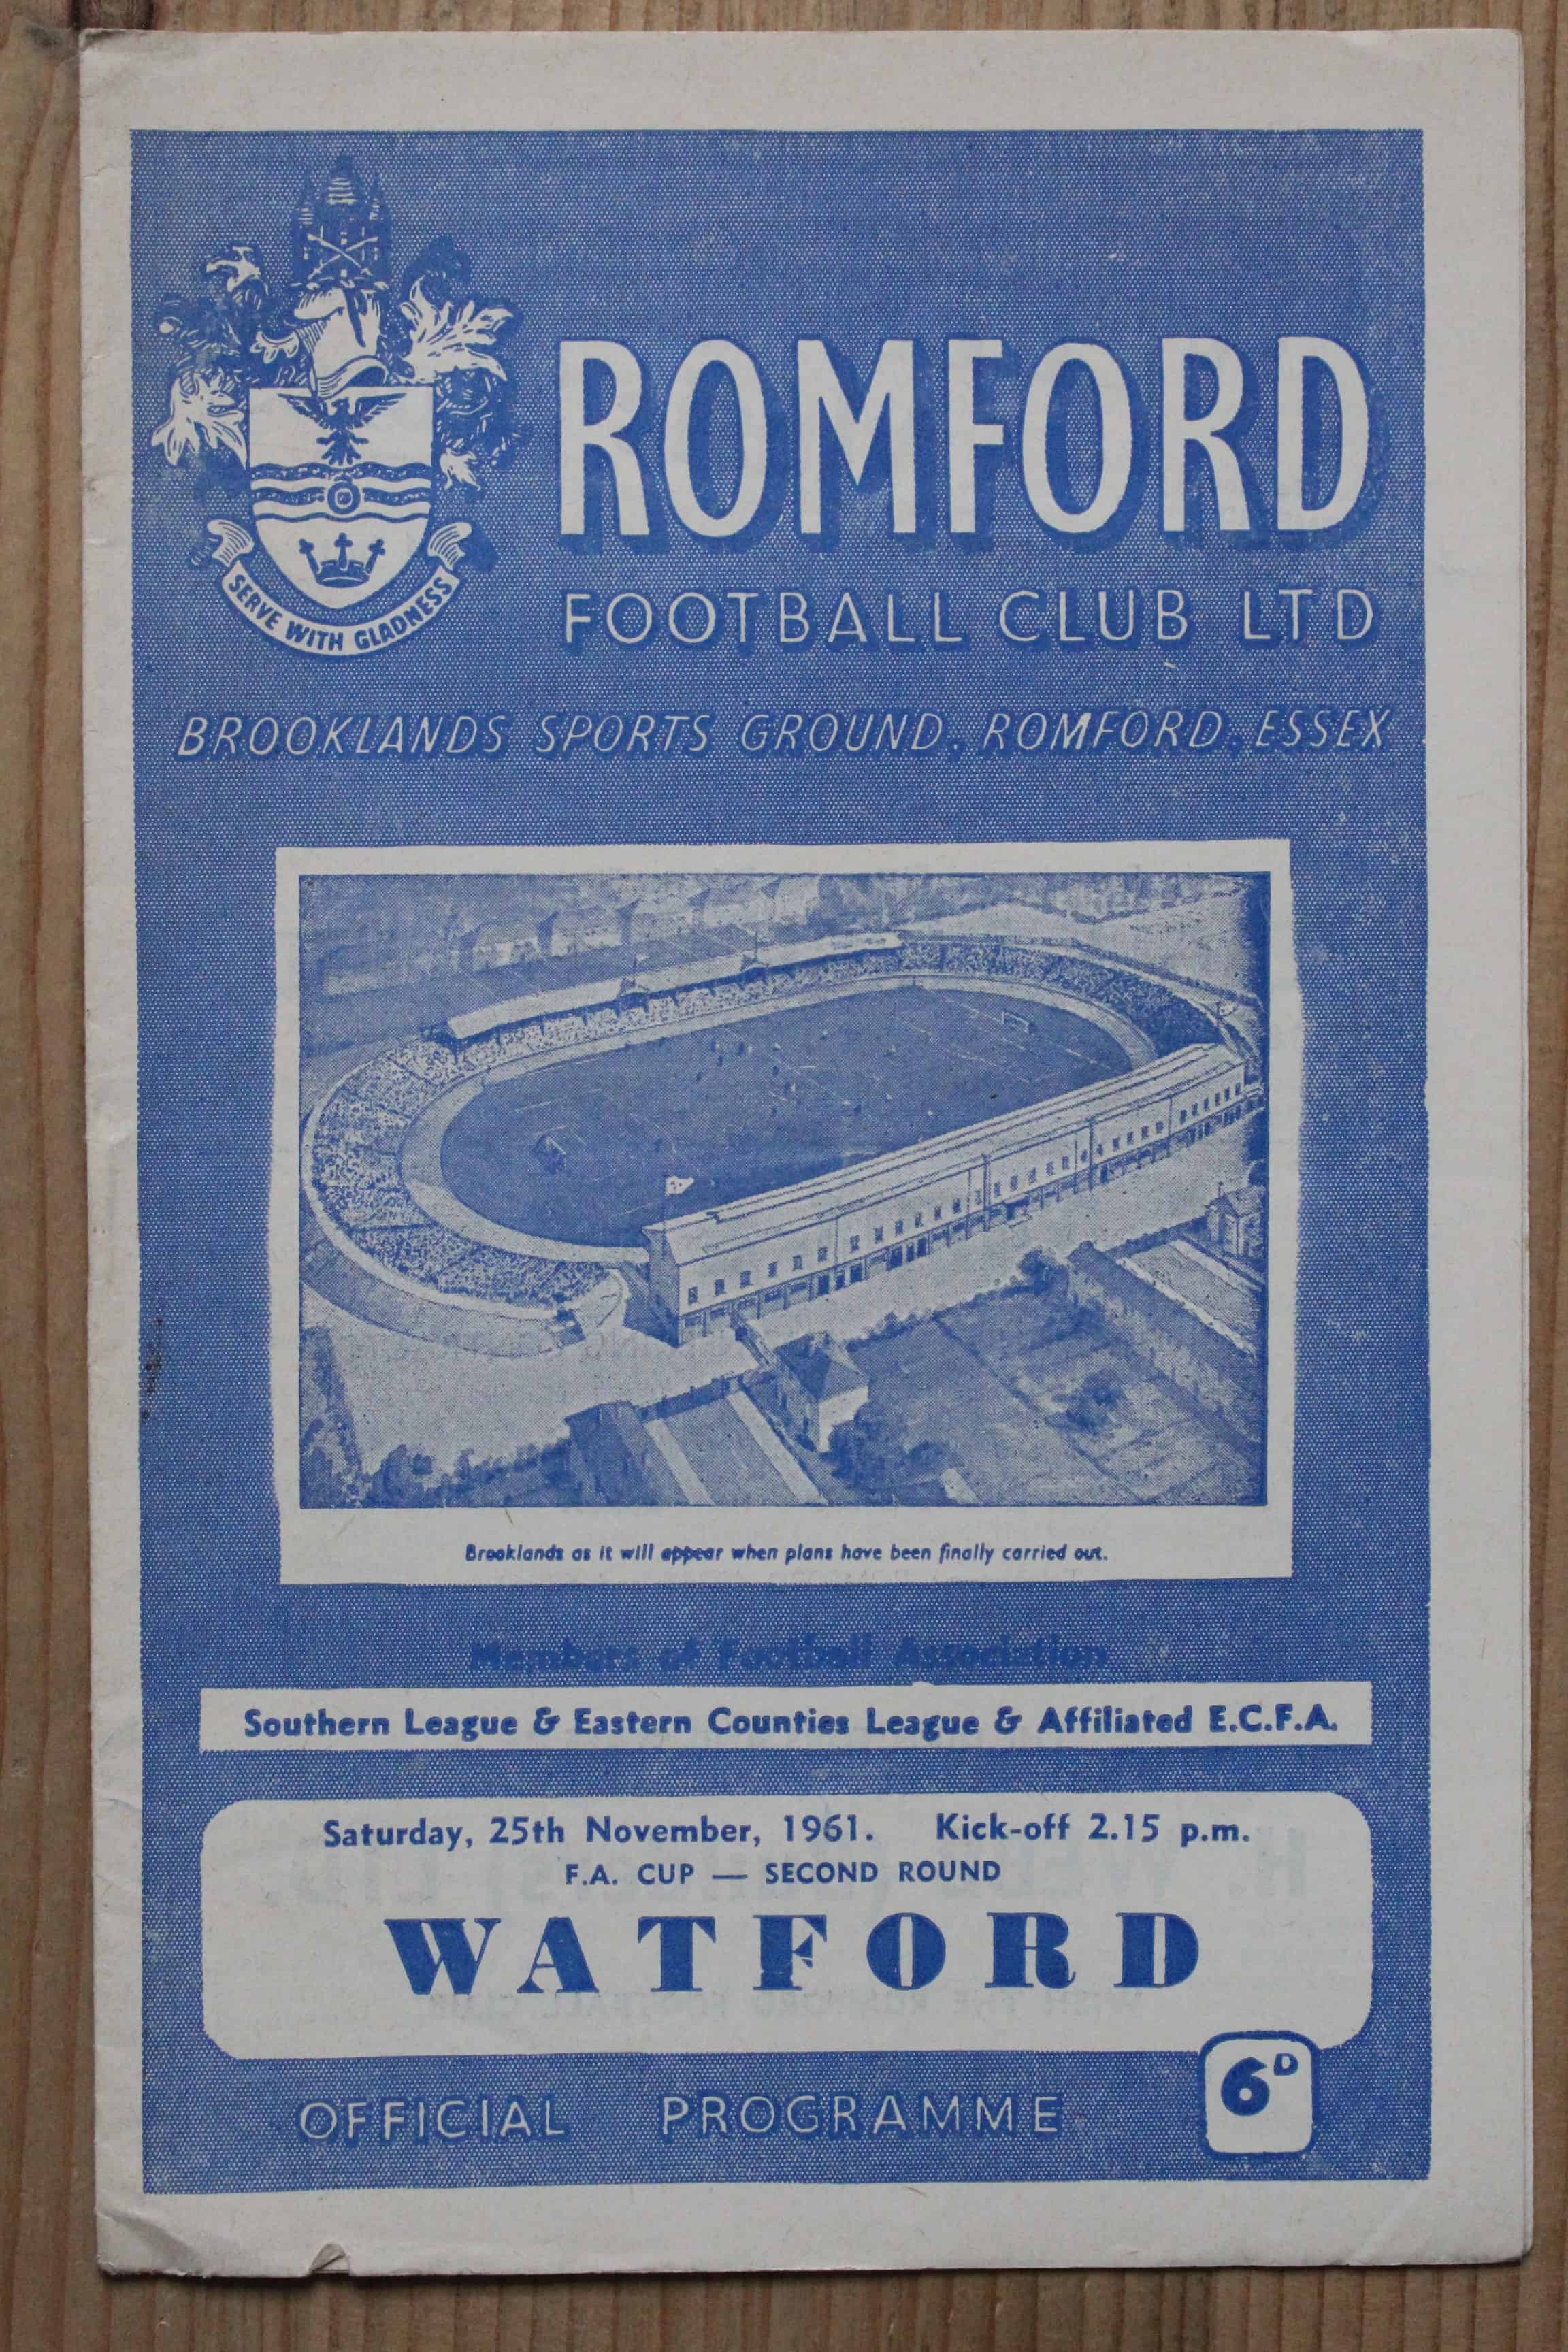 ROMFORD
FOOTBALL CLUB LTD
SERVE WITH GLADNESS
BROOKLANDS SPORTS GROUND, ROMFORD, ESSEX
Brooklands as it will appear when plans have been finally carried out.
Members of Football Association
Southern League & Eastern Counties League & Affiliated E.C.F.A.
Saturday, 25th November, 1961. Kick-off 2.15 p.m.
F.A. CUP — SECOND ROUND
WATFORD
6D
OFFICIAL PROGRAMME